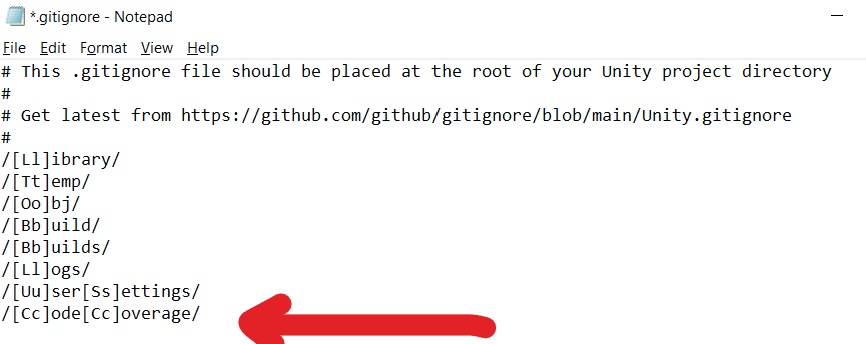 *.gitignore - Notepad
File Edit Format View Help
# This .gitignore file should be placed at the root of your Unity project directory
#
# Get latest from https://github.com/github/gitignore/blob/main/Unity.gitignore
#
/[Ll]ibrary/
/[Tt]emp/
/[Oo]bj/
/[Bb]uild/
/[Bb]uilds/
/[Ll]ogs/
/[Uu]ser[Ss]ettings/
/[Cc]ode[Cc]overage/